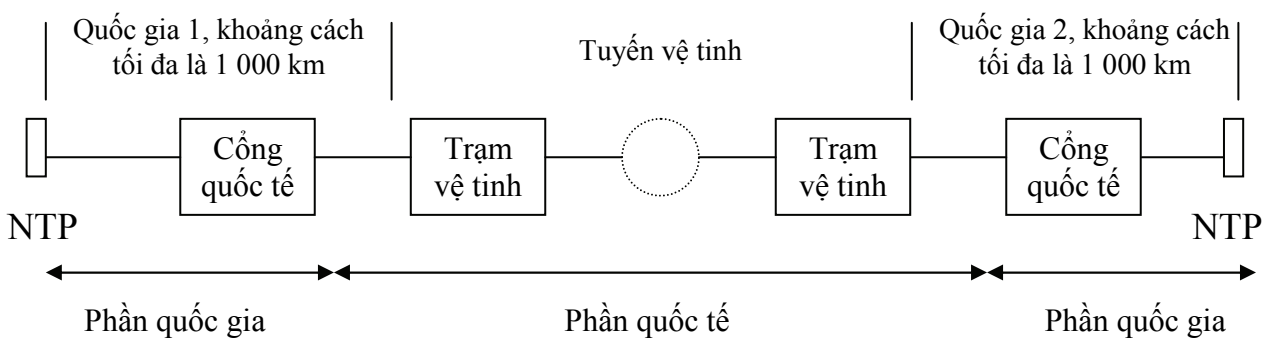 Quốc gia 1, khoảng cách
tối đa là 1 000 km
Tuyến vệ tinh
Quốc gia 2, khoảng cách
tối đa là 1 000 km
Cổng
quốc tế
Trạm
vệ tinh
Trạm
vệ tinh
Cổng
quốc tế
NTP
NTP
Phần quốc gia
Phần quốc tế
Phần quốc gia